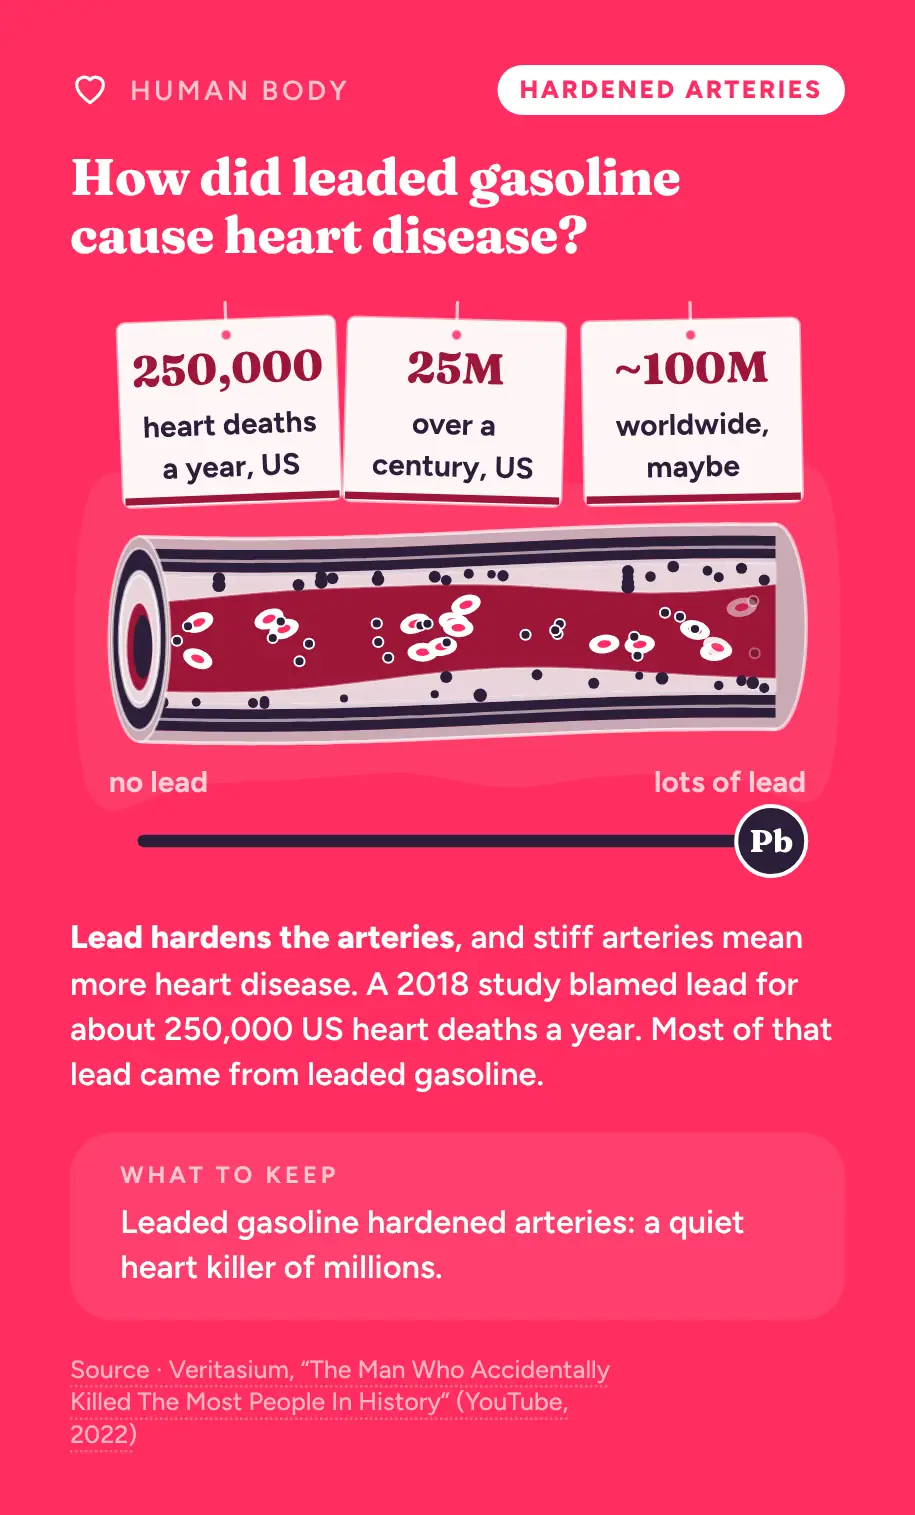 HUMAN BODY
HARDENED ARTERIES
How did leaded gasoline
cause heart disease?
250,000
heart deaths
a year, US
25M
over a
century, US
~100M
worldwide,
maybe
no lead
lots of lead
Pb
Lead hardens the arteries, and stiff arteries mean
more heart disease. A 2018 study blamed lead for
about 250,000 US heart deaths a year. Most of that
lead came from leaded gasoline.
WHAT TO KEEP
Leaded gasoline hardened arteries: a quiet
heart killer of millions.
Source · Veritasium, “The Man Who Accidentally
Killed The Most People In History” (YouTube,
2022)